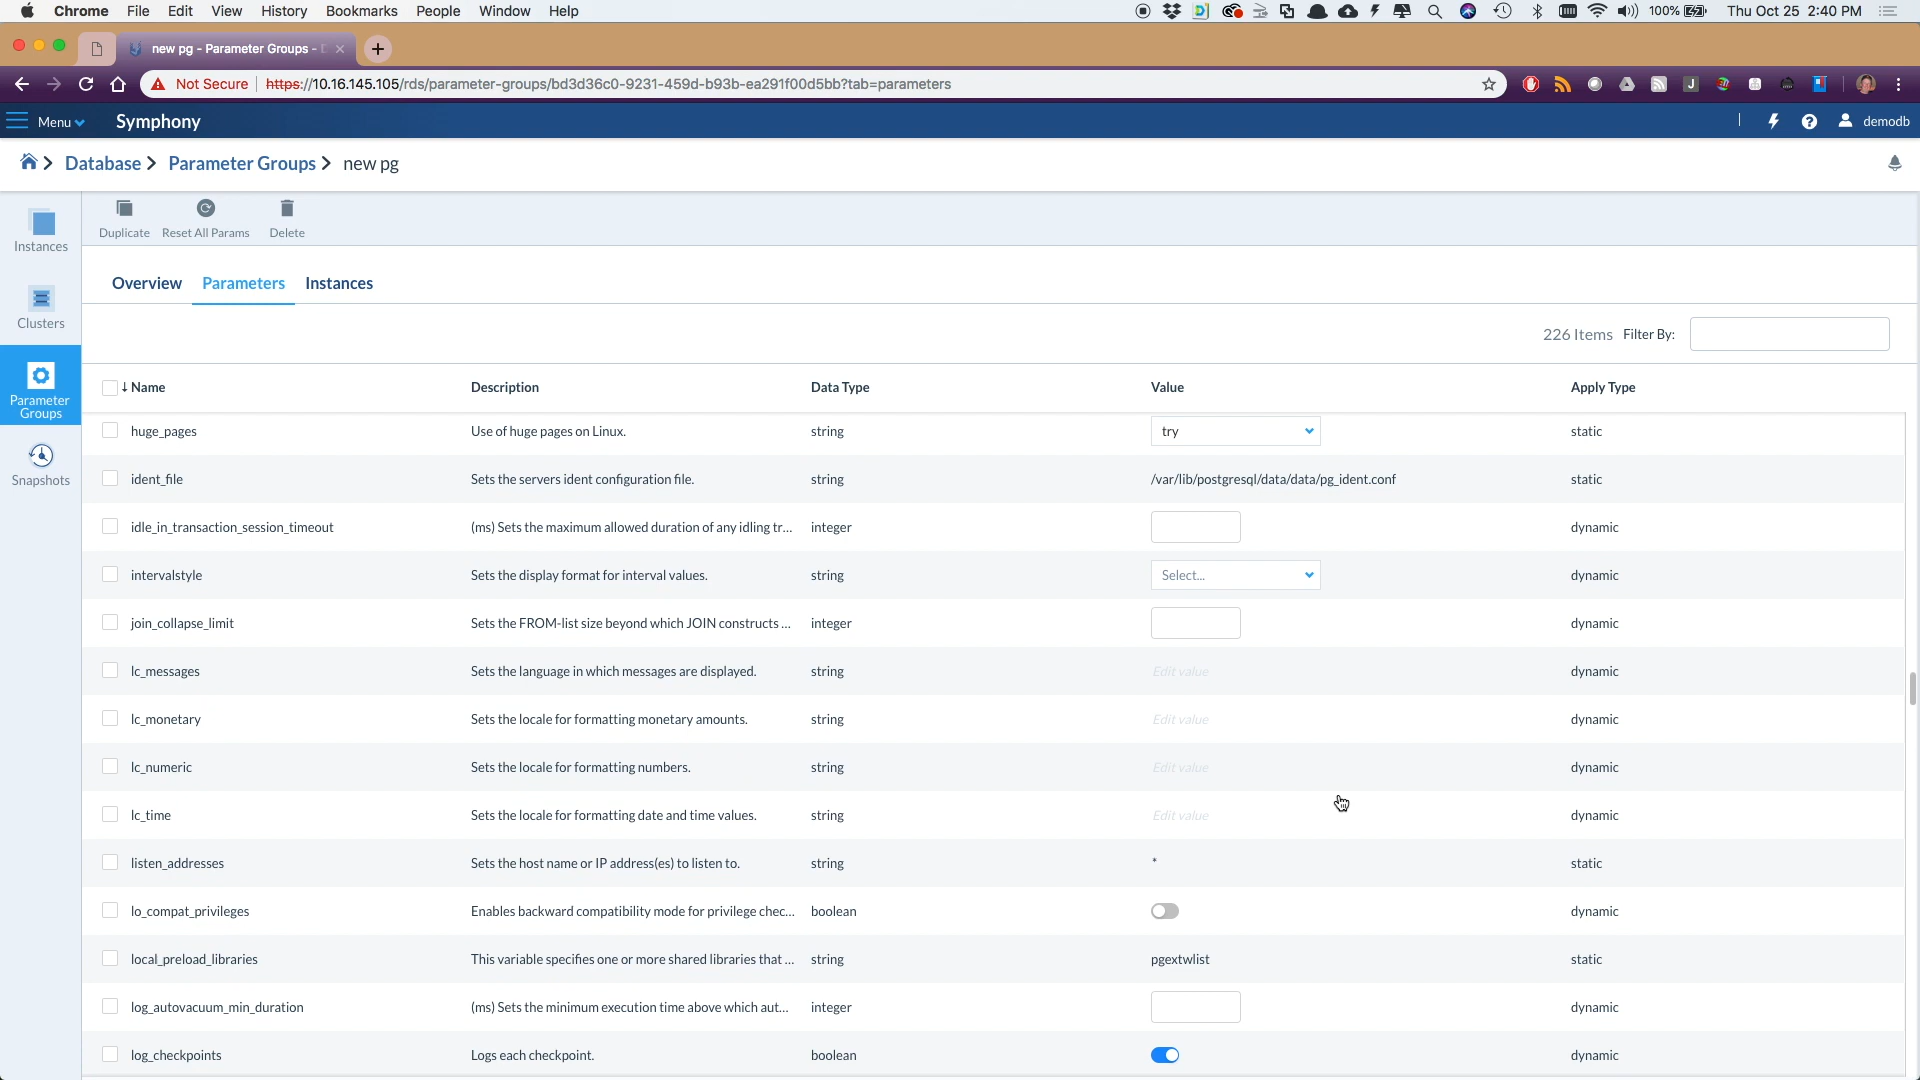 Chrome File Edit View History Bookmarks People Window Help 100% Thu Oct 25 2:40 PM
new pg - Parameter Groups -
Not Secure https://10.16.145.105/rds/parameter-groups/bd3d36c0-9231-459d-b93b-ea291f00d5bb?tab=parameters
Menu Symphony demodb
Database > Parameter Groups > new pg
Duplicate Reset All Params Delete
Instances
Clusters
Parameter
Groups
Snapshots
Overview Parameters Instances
226 Items Filter By:
Name Description Data Type Value Apply Type
huge_pages Use of huge pages on Linux. string try static
ident_file Sets the servers ident configuration file. string /var/lib/postgresql/data/data/pg_ident.conf static
idle_in_transaction_session_timeout (ms) Sets the maximum allowed duration of any idling tr... integer dynamic
intervalstyle Sets the display format for interval values. string Select... dynamic
join_collapse_limit Sets the FROM-list size beyond which JOIN constructs ... integer dynamic
lc_messages Sets the language in which messages are displayed. string Edit value dynamic
lc_monetary Sets the locale for formatting monetary amounts. string Edit value dynamic
lc_numeric Sets the locale for formatting numbers. string Edit value dynamic
lc_time Sets the locale for formatting date and time values. string Edit value dynamic
listen_addresses Sets the host name or IP address(es) to listen to. string * static
lo_compat_privileges Enables backward compatibility mode for privilege chec... boolean dynamic
local_preload_libraries This variable specifies one or more shared libraries that ... string pgextwlist static
log_autovacuum_min_duration (ms) Sets the minimum execution time above which aut... integer dynamic
log_checkpoints Logs each checkpoint. boolean dynamic